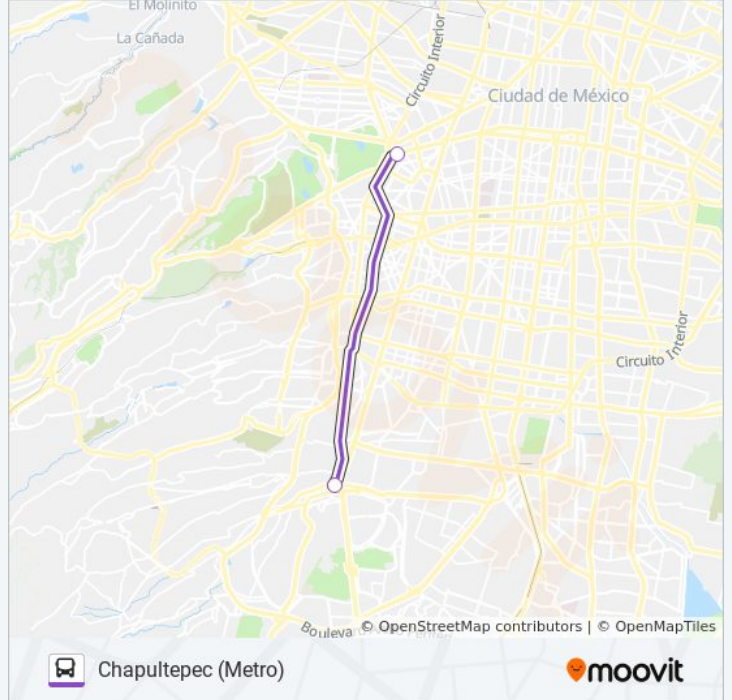 El Molinito
La Cañada
Circuito Interior
Ciudad de México
Circuito Interior
© OpenStreetMap contributors | © OpenMapTiles
Chapultepec (Metro)
moovit